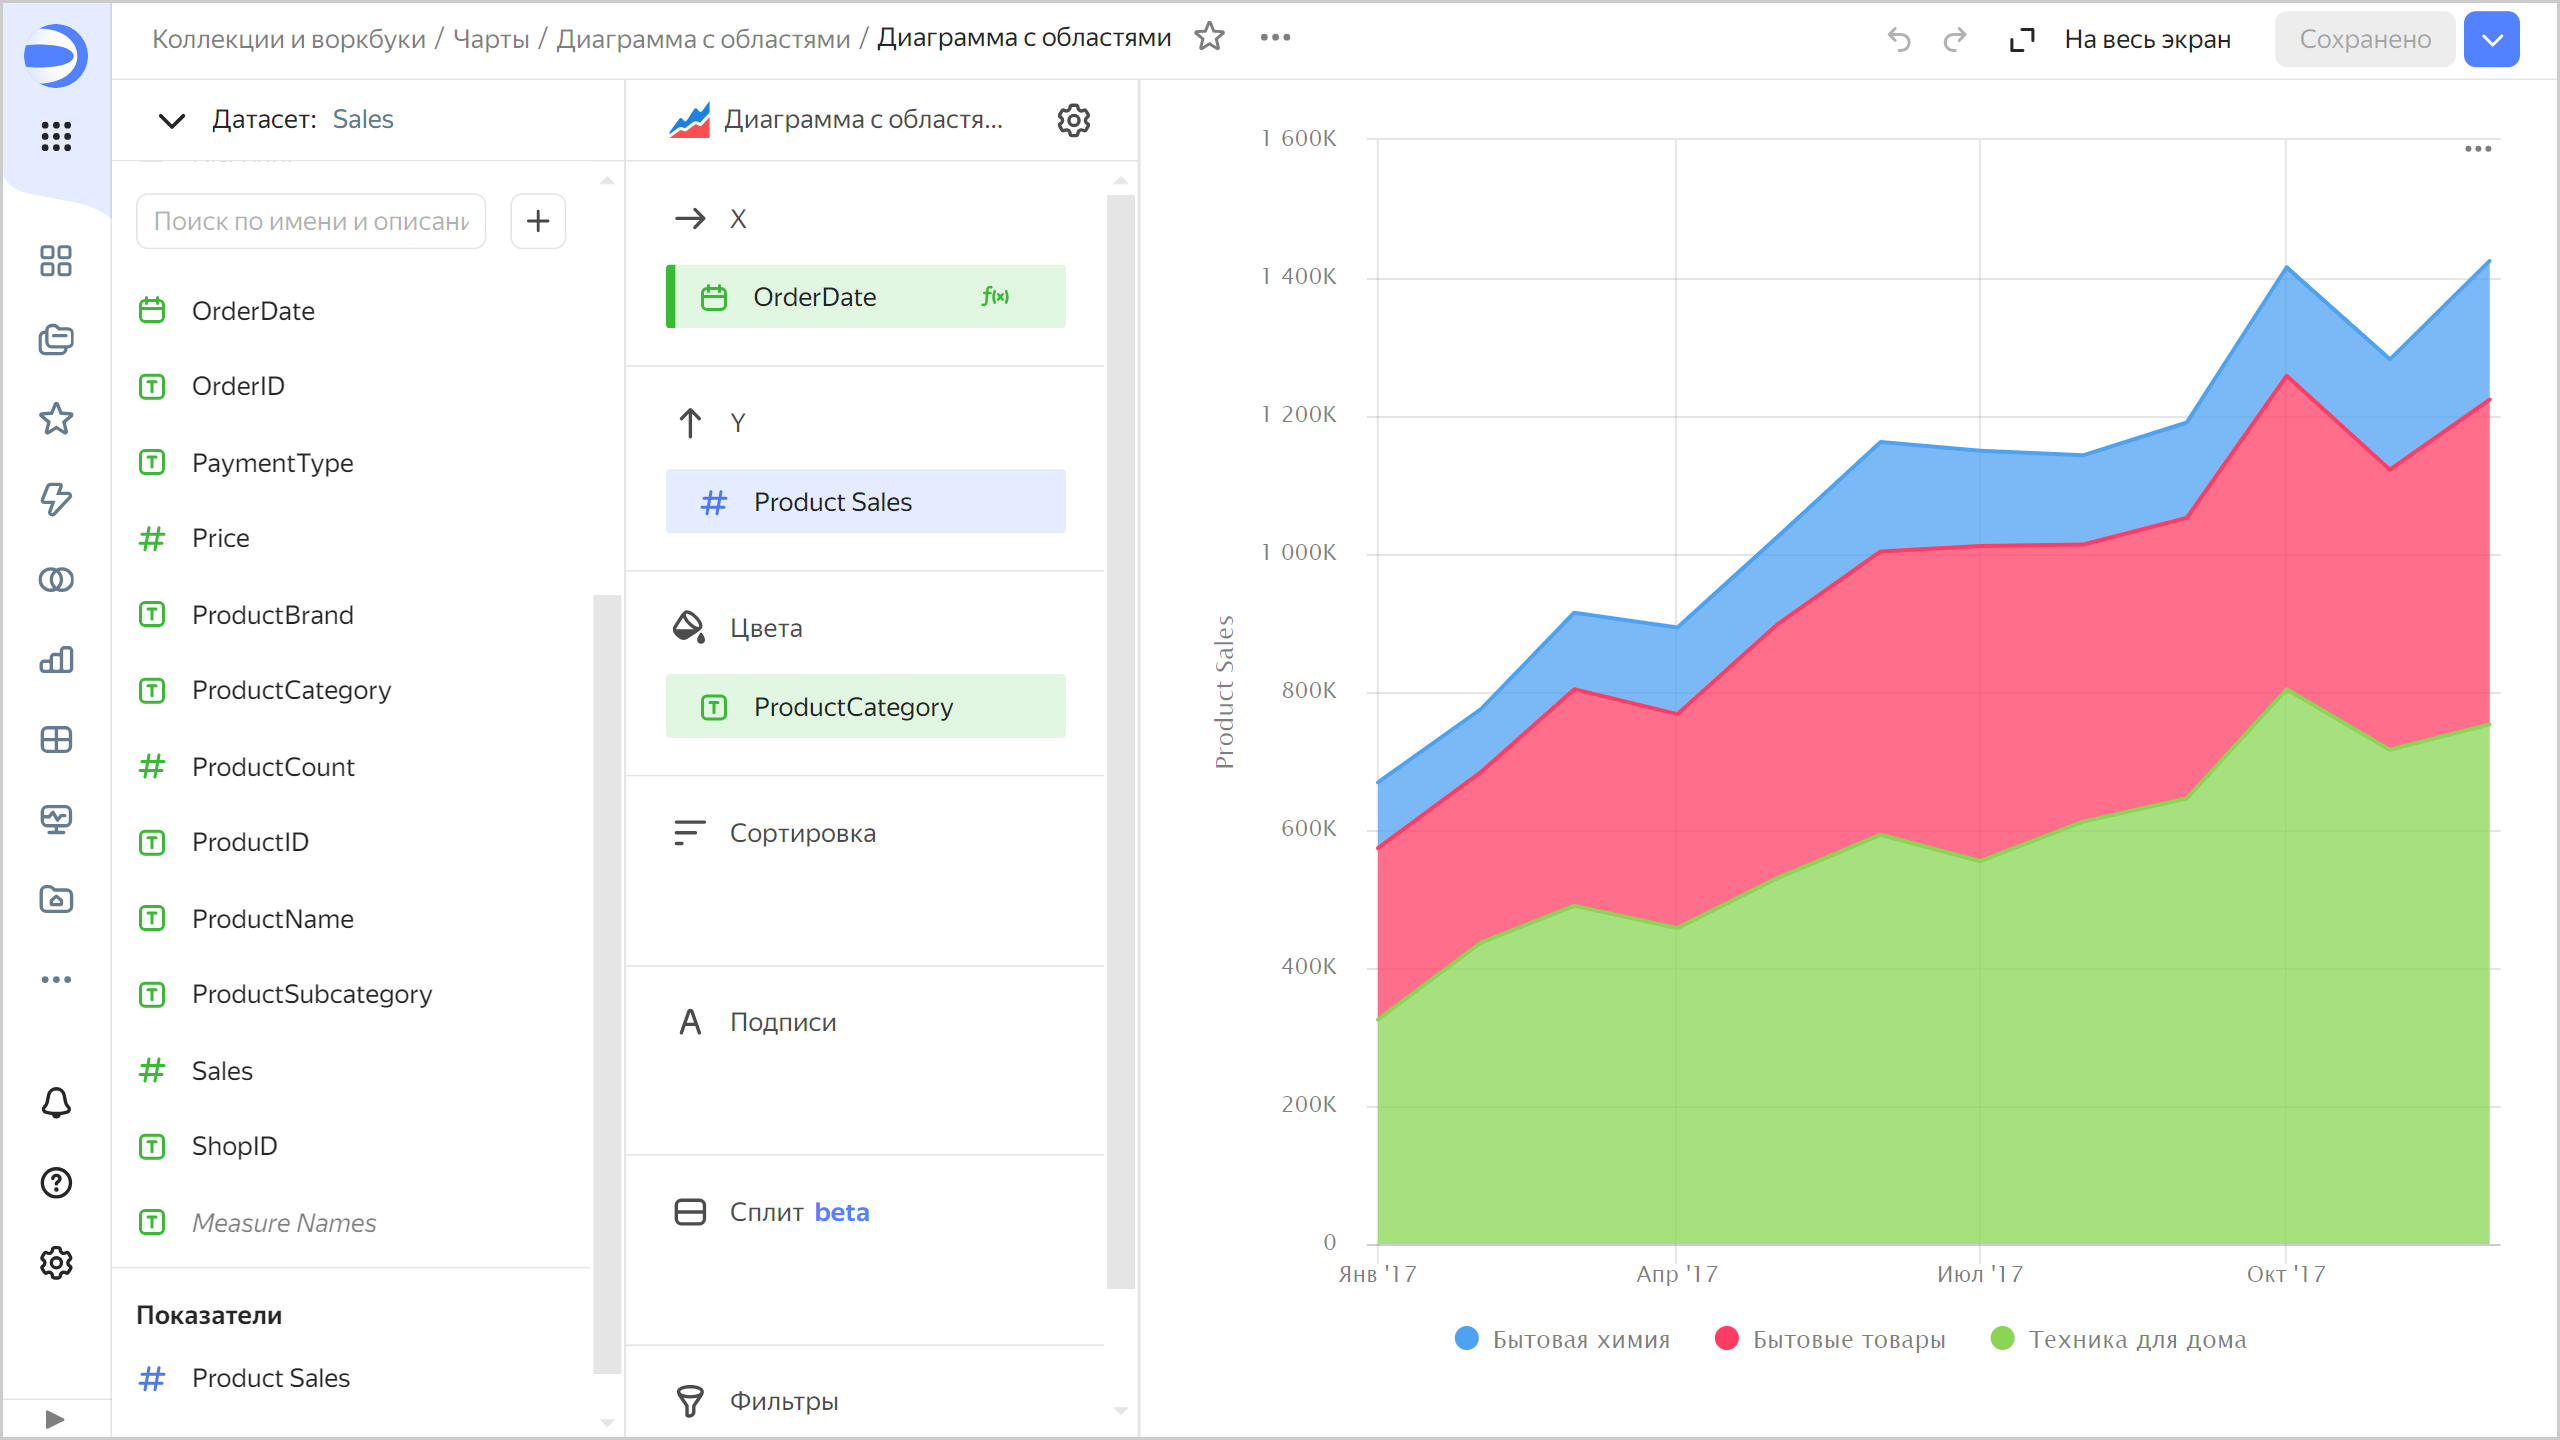 Коллекции и воркбуки / Чарты / Диаграмма с областями / Диаграмма с областями
На весь экран
Сохранено
Датасет: Sales
Поиск по имени и описани
OrderDate
OrderID
PaymentType
Price
ProductBrand
ProductCategory
ProductCount
ProductID
ProductName
ProductSubcategory
Sales
ShopID
Measure Names
Показатели
Product Sales
Диаграмма с областя...
X
OrderDate
f(x)
Y
Product Sales
Цвета
ProductCategory
Сортировка
Подписи
Сплит beta
Фильтры
Product Sales
1 600K
1 400K
1 200K
1 000K
800K
600K
400K
200K
0
Янв '17
Апр '17
Июл '17
Окт '17
Бытовая химия
Бытовые товары
Техника для дома